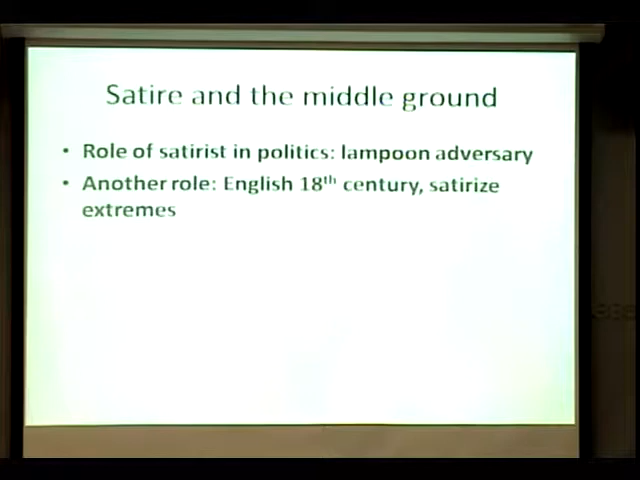 Satire and the middle ground
• Role of satirist in politics: lampoon adversary
• Another role: English 18th century, satirize
extremes